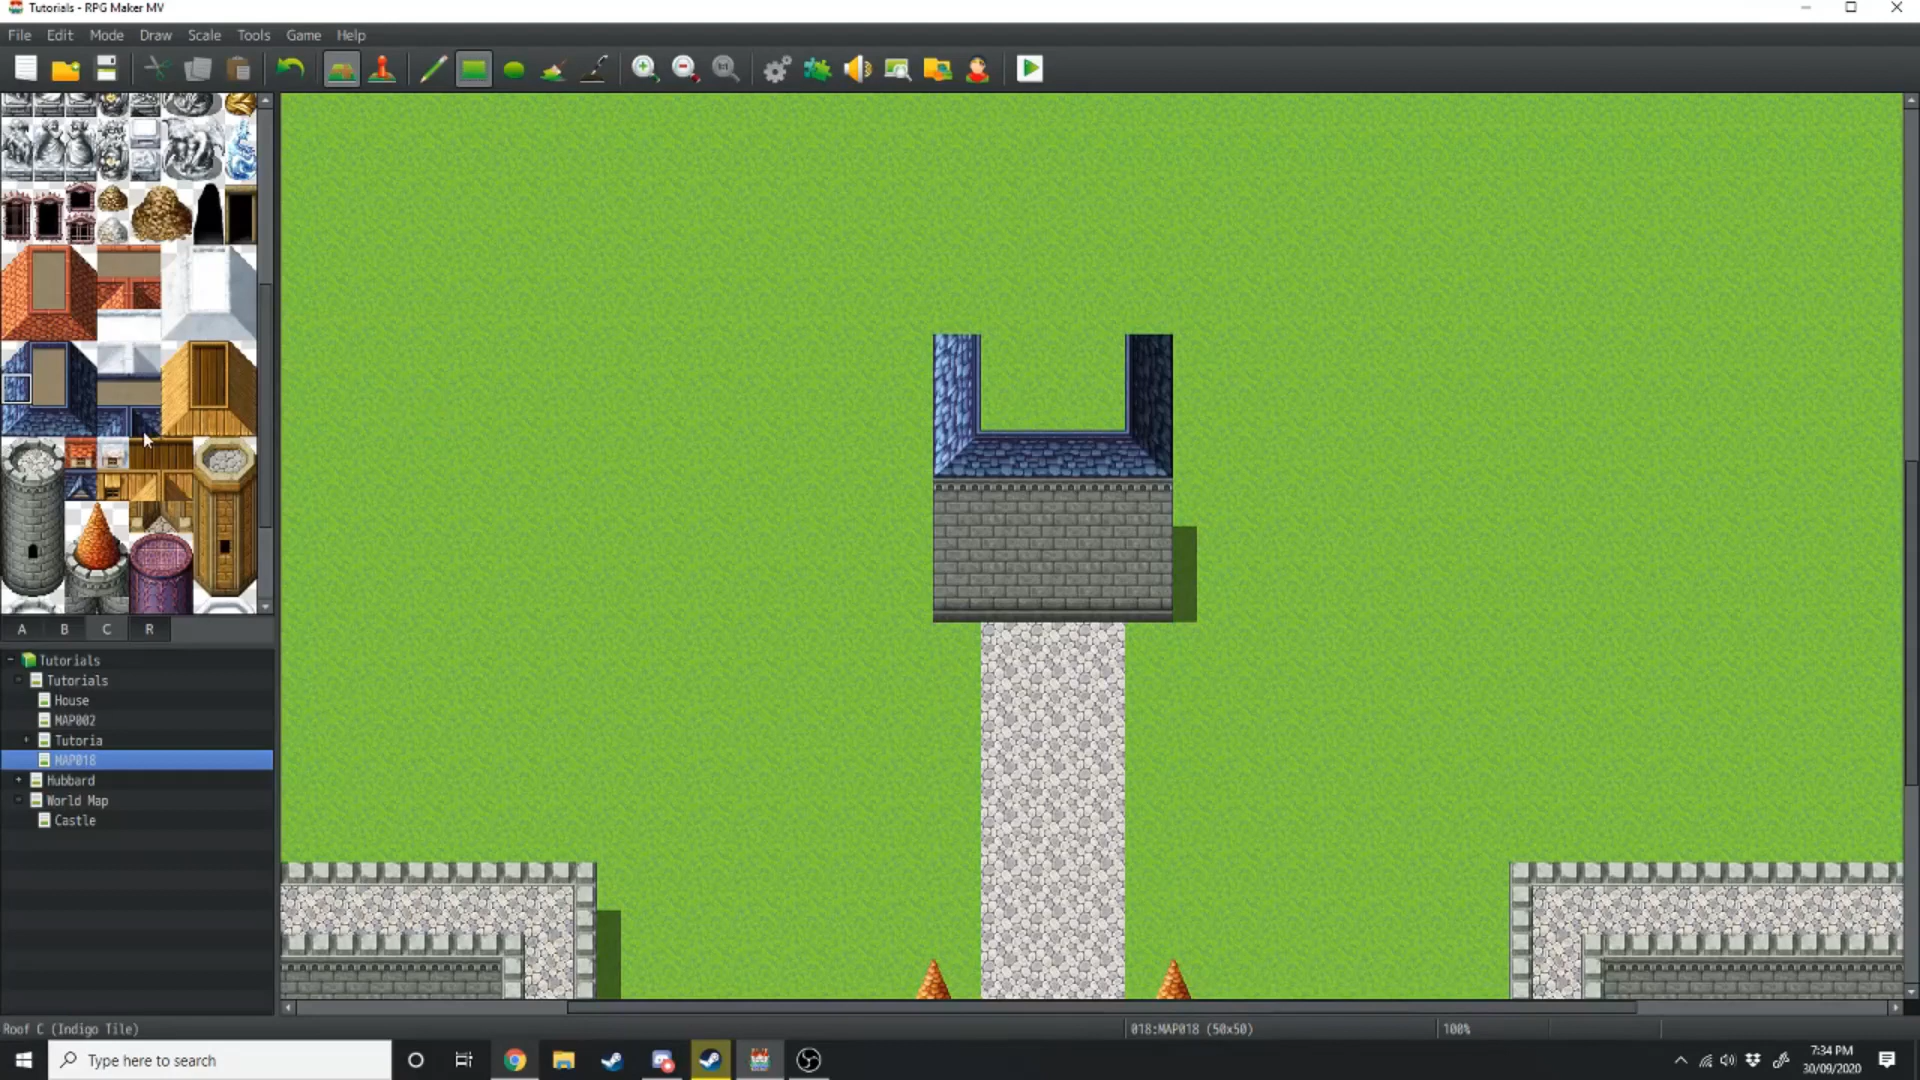 Tutorials - RPG Maker MV
File Edit Mode Draw Scale Tools Game Help
1:1
A B C R
Tutorials
Tutorials
House
MAP002
Tutoria
MAP018
Hubbard
World Map
Castle
Roof C (Indigo Tile)
018:MAP018 (50x50)
100%
Type here to search
7:34 PM
30/09/2020